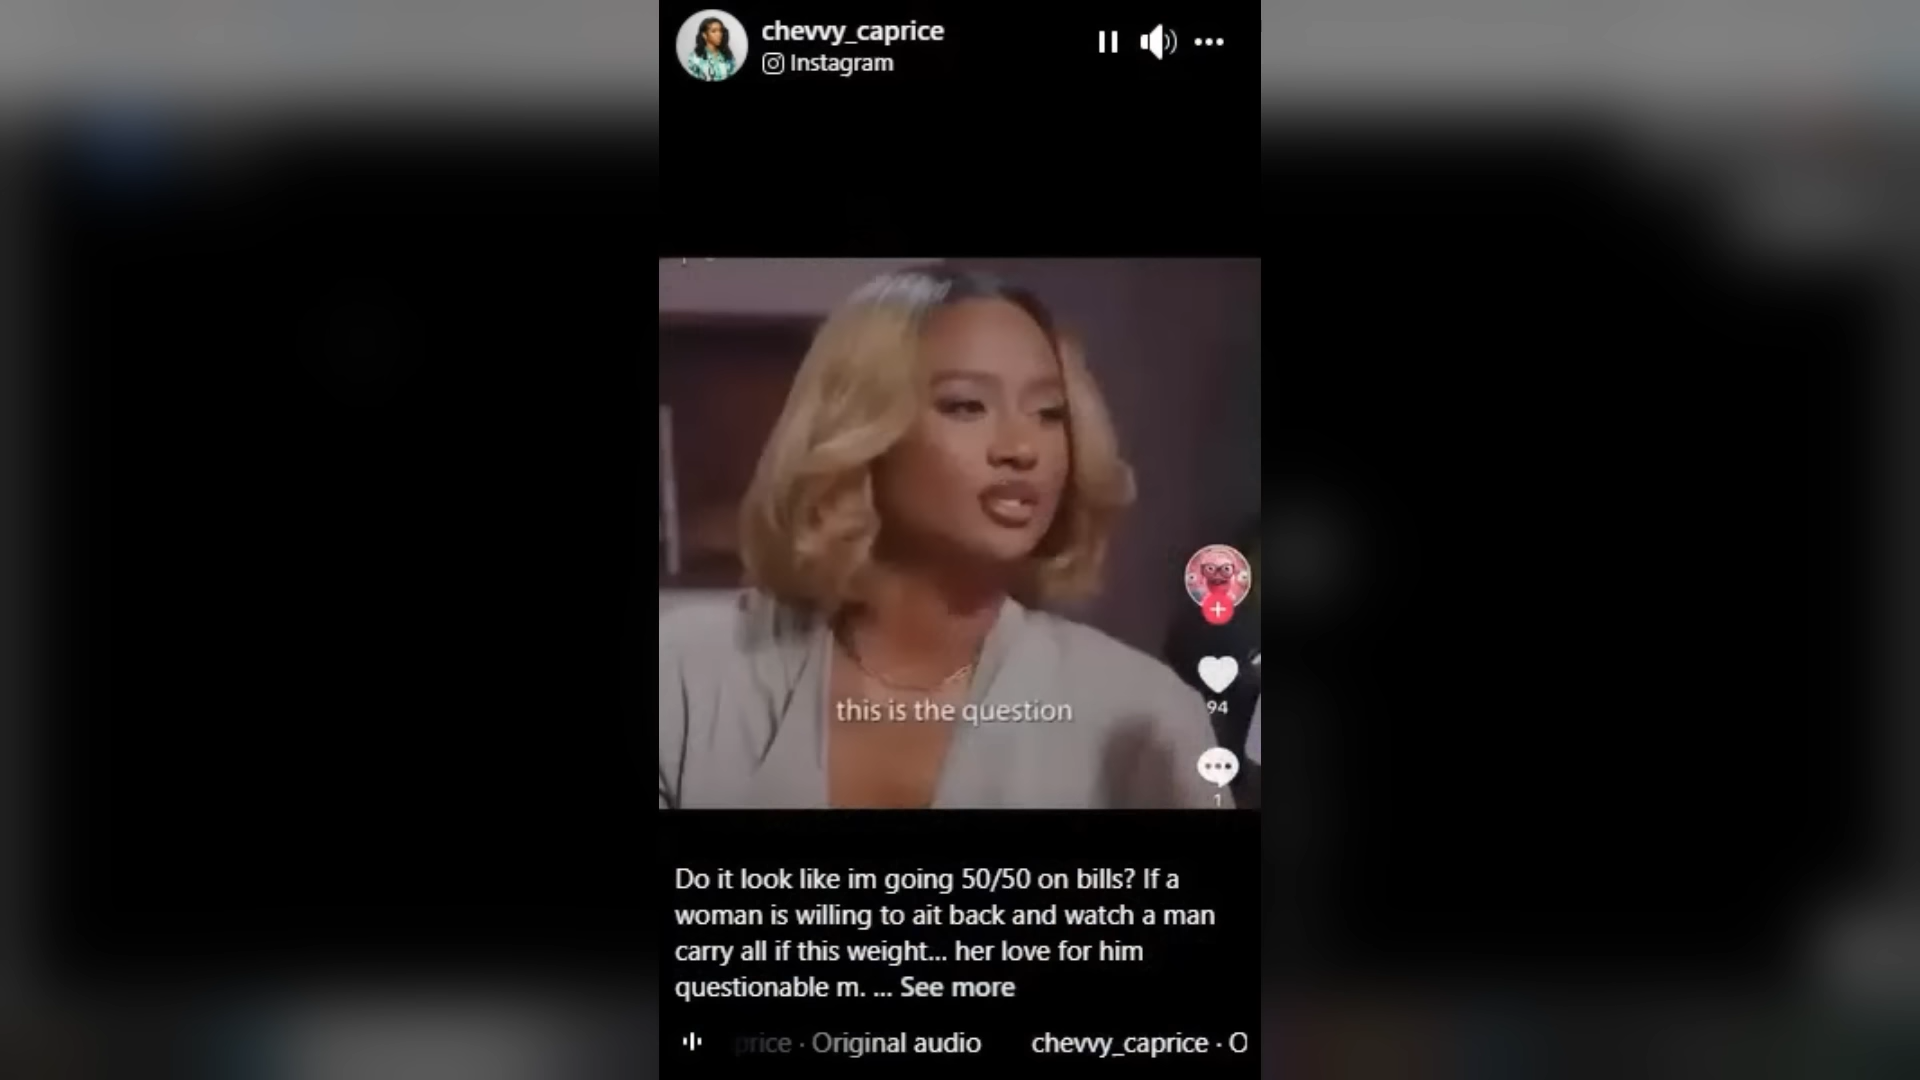 chevvy_caprice
Instagram
this is the question
94
1
Do it look like im going 50/50 on bills? If a
woman is willing to ait back and watch a man
carry all if this weight... her love for him
questionable m. ... See more
price · Original audio
chevvy_caprice · O